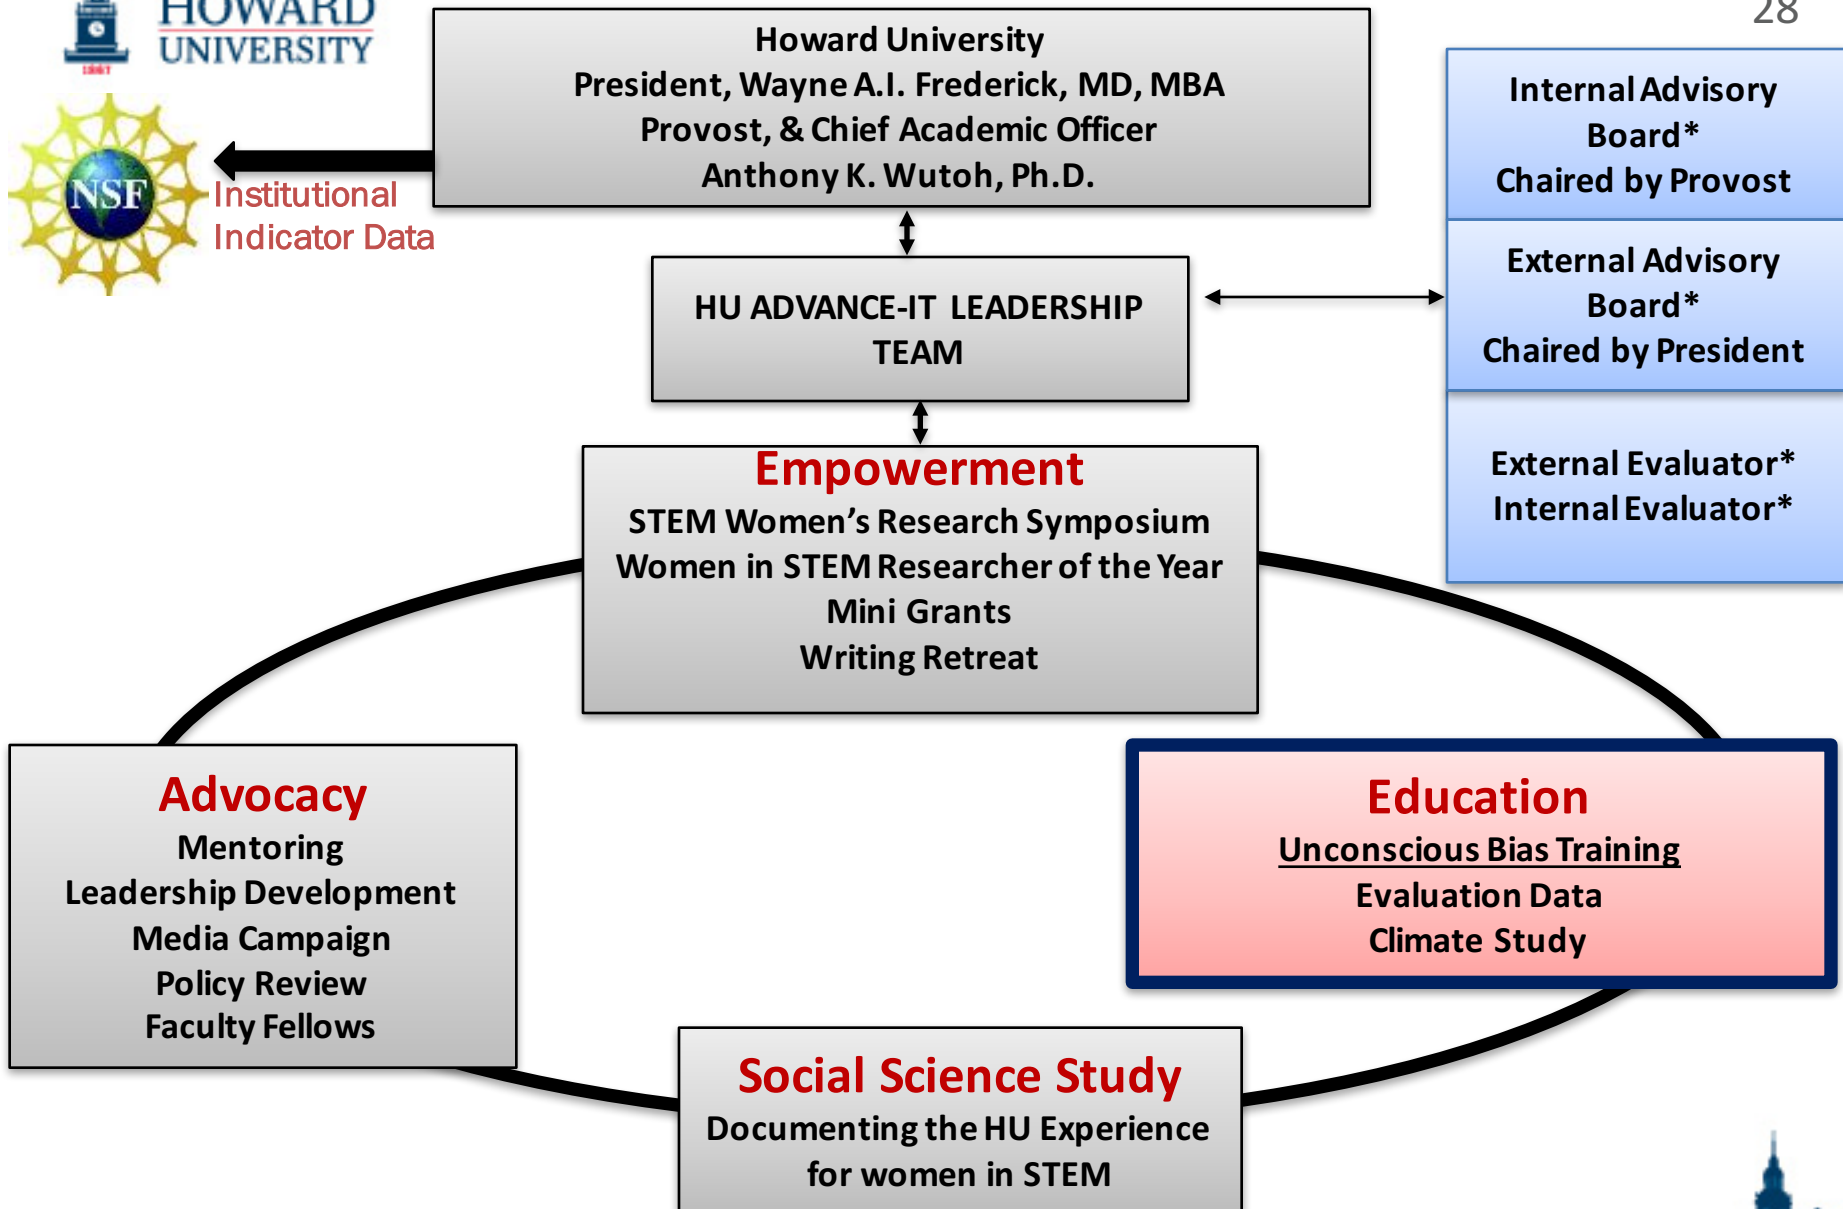 HOWARD
UNIVERSITY
1867
28
Howard University
President, Wayne A.I. Frederick, MD, MBA
Provost, & Chief Academic Officer
Anthony K. Wutoh, Ph.D.
NSF
Institutional
Indicator Data
Internal Advisory
Board*
Chaired by Provost
External Advisory
Board*
Chaired by President
External Evaluator*
Internal Evaluator*
HU ADVANCE-IT LEADERSHIP
TEAM
Empowerment
STEM Women’s Research Symposium
Women in STEM Researcher of the Year
Mini Grants
Writing Retreat
Advocacy
Mentoring
Leadership Development
Media Campaign
Policy Review
Faculty Fellows
Education
Unconscious Bias Training
Evaluation Data
Climate Study
Social Science Study
Documenting the HU Experience
for women in STEM